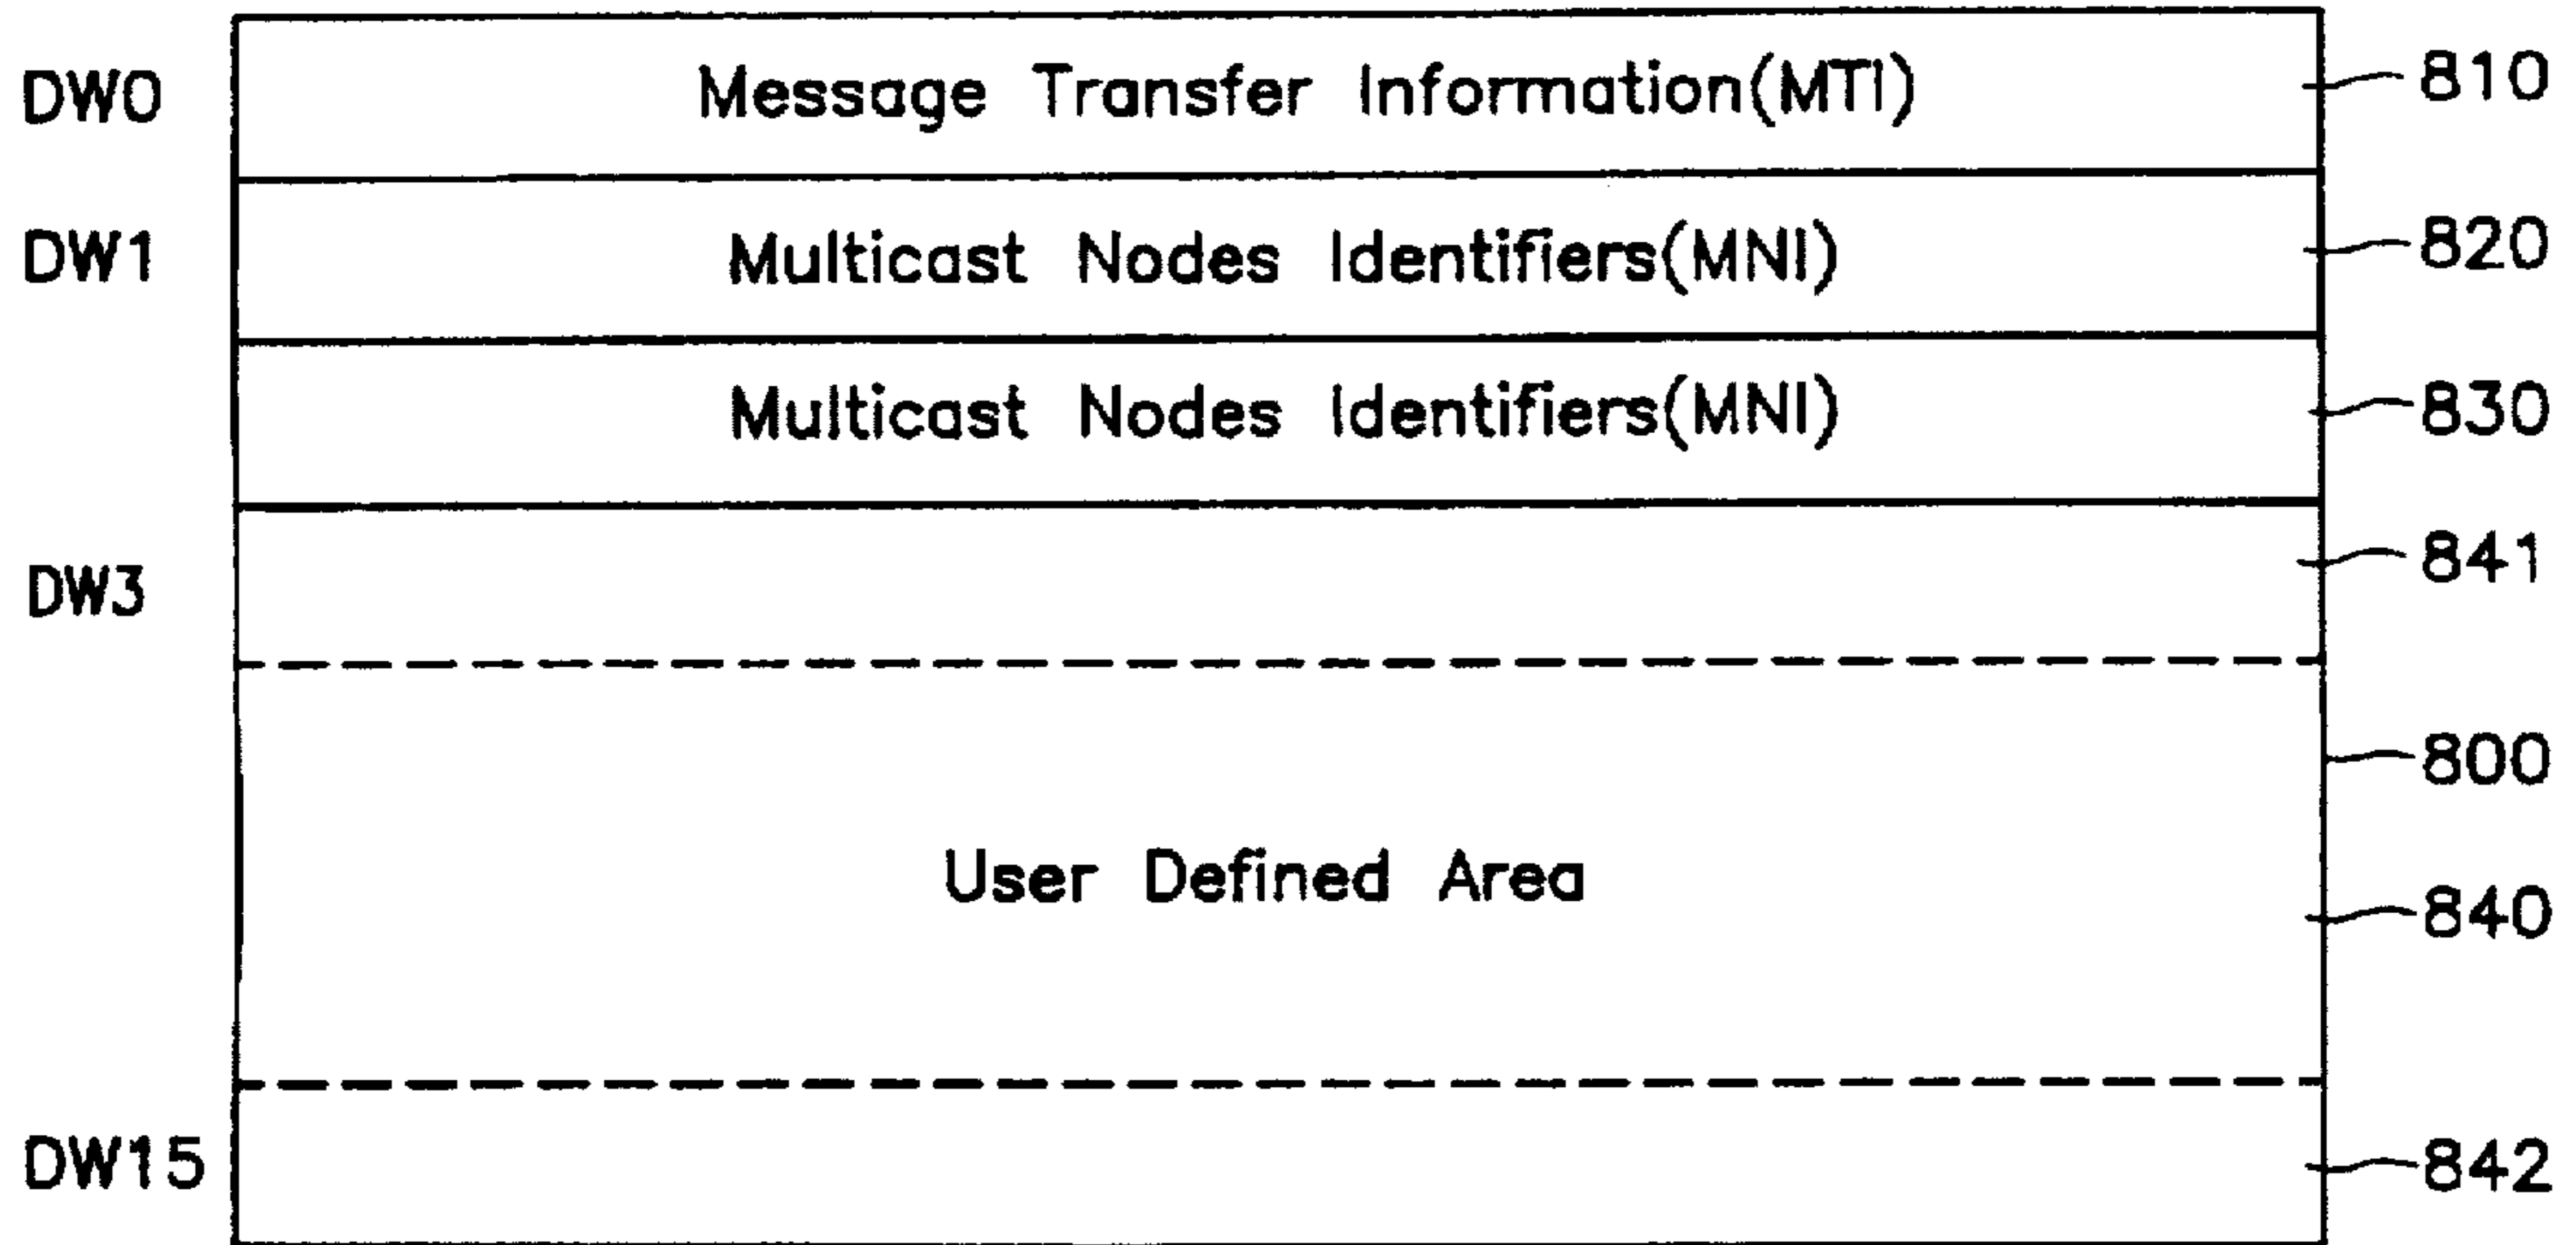 DW0 Message Transfer Information(MTI) 810
DW1 Multicast Nodes Identifiers(MNI) 820
Multicast Nodes Identifiers(MNI) 830
DW3 841
800
User Defined Area 840
DW15 842